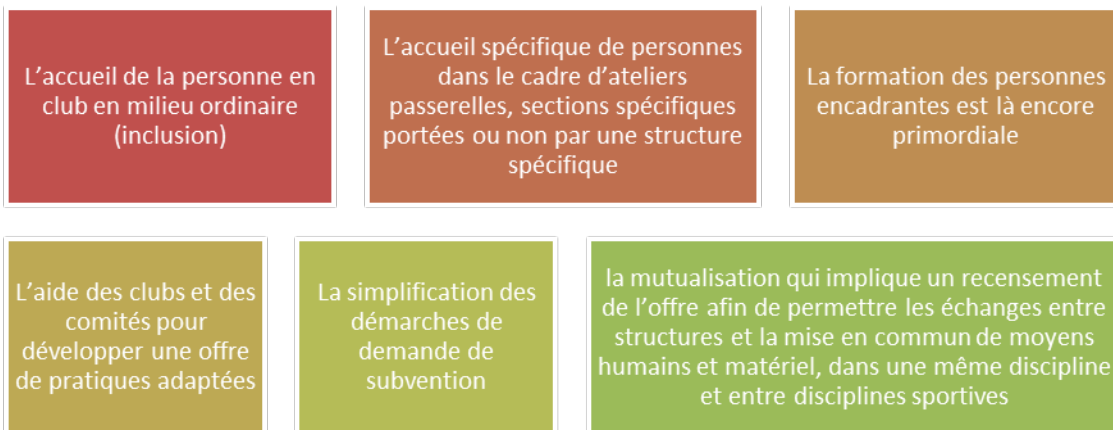 L’accueil de la personne en
club en milieu ordinaire
(inclusion)
L’accueil spécifique de personnes
dans le cadre d’ateliers
passerelles, sections spécifiques
portées ou non par une structure
spécifique
La formation des personnes
encadrantes est là encore
primordiale
L’aide des clubs et des
comités pour
développer une offre
de pratiques adaptées
La simplification des
démarches de
demande de
subvention
la mutualisation qui implique un recensement
de l’offre afin de permettre les échanges entre
structures et la mise en commun de moyens
humains et matériel, dans une même discipline
et entre disciplines sportives